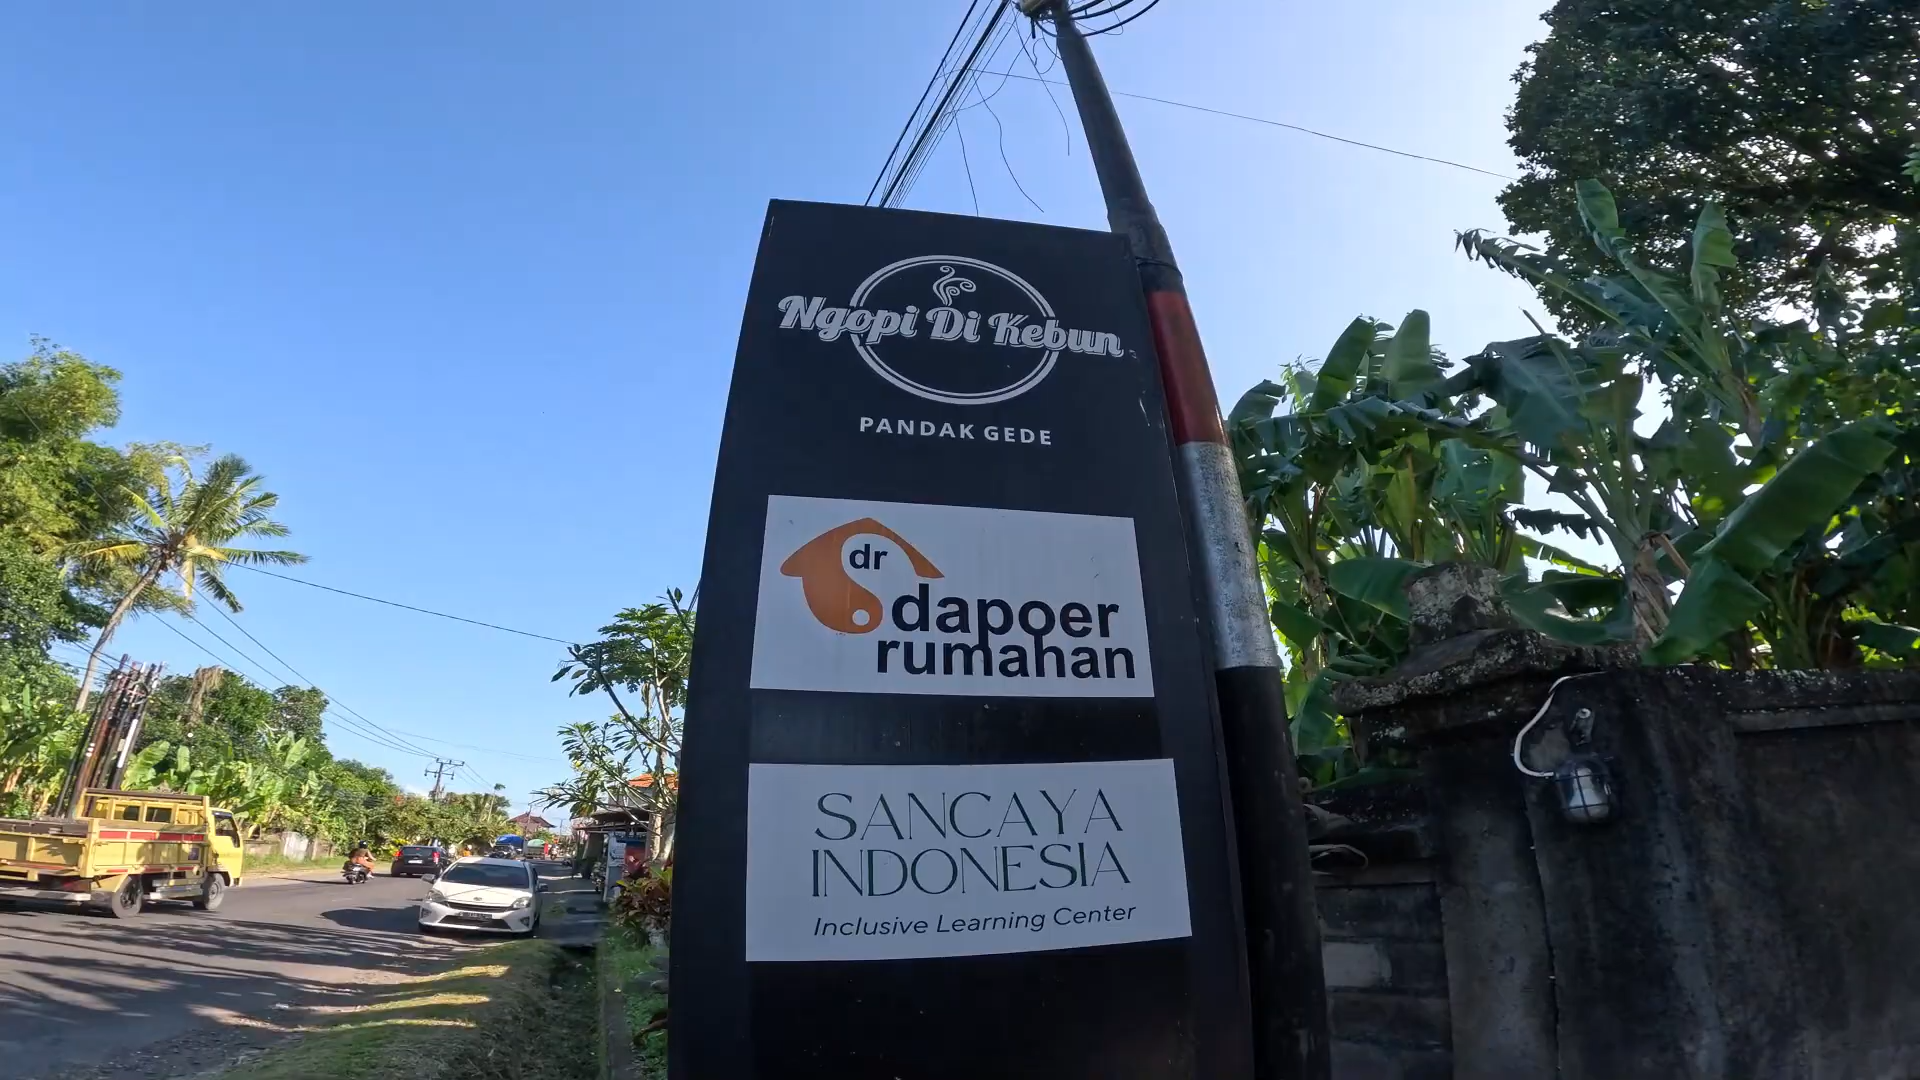 Ngopi Di Kebun
PANDAK GEDE
dr
dapoer
rumahan
SANCAYA
INDONESIA
Inclusive Learning Center